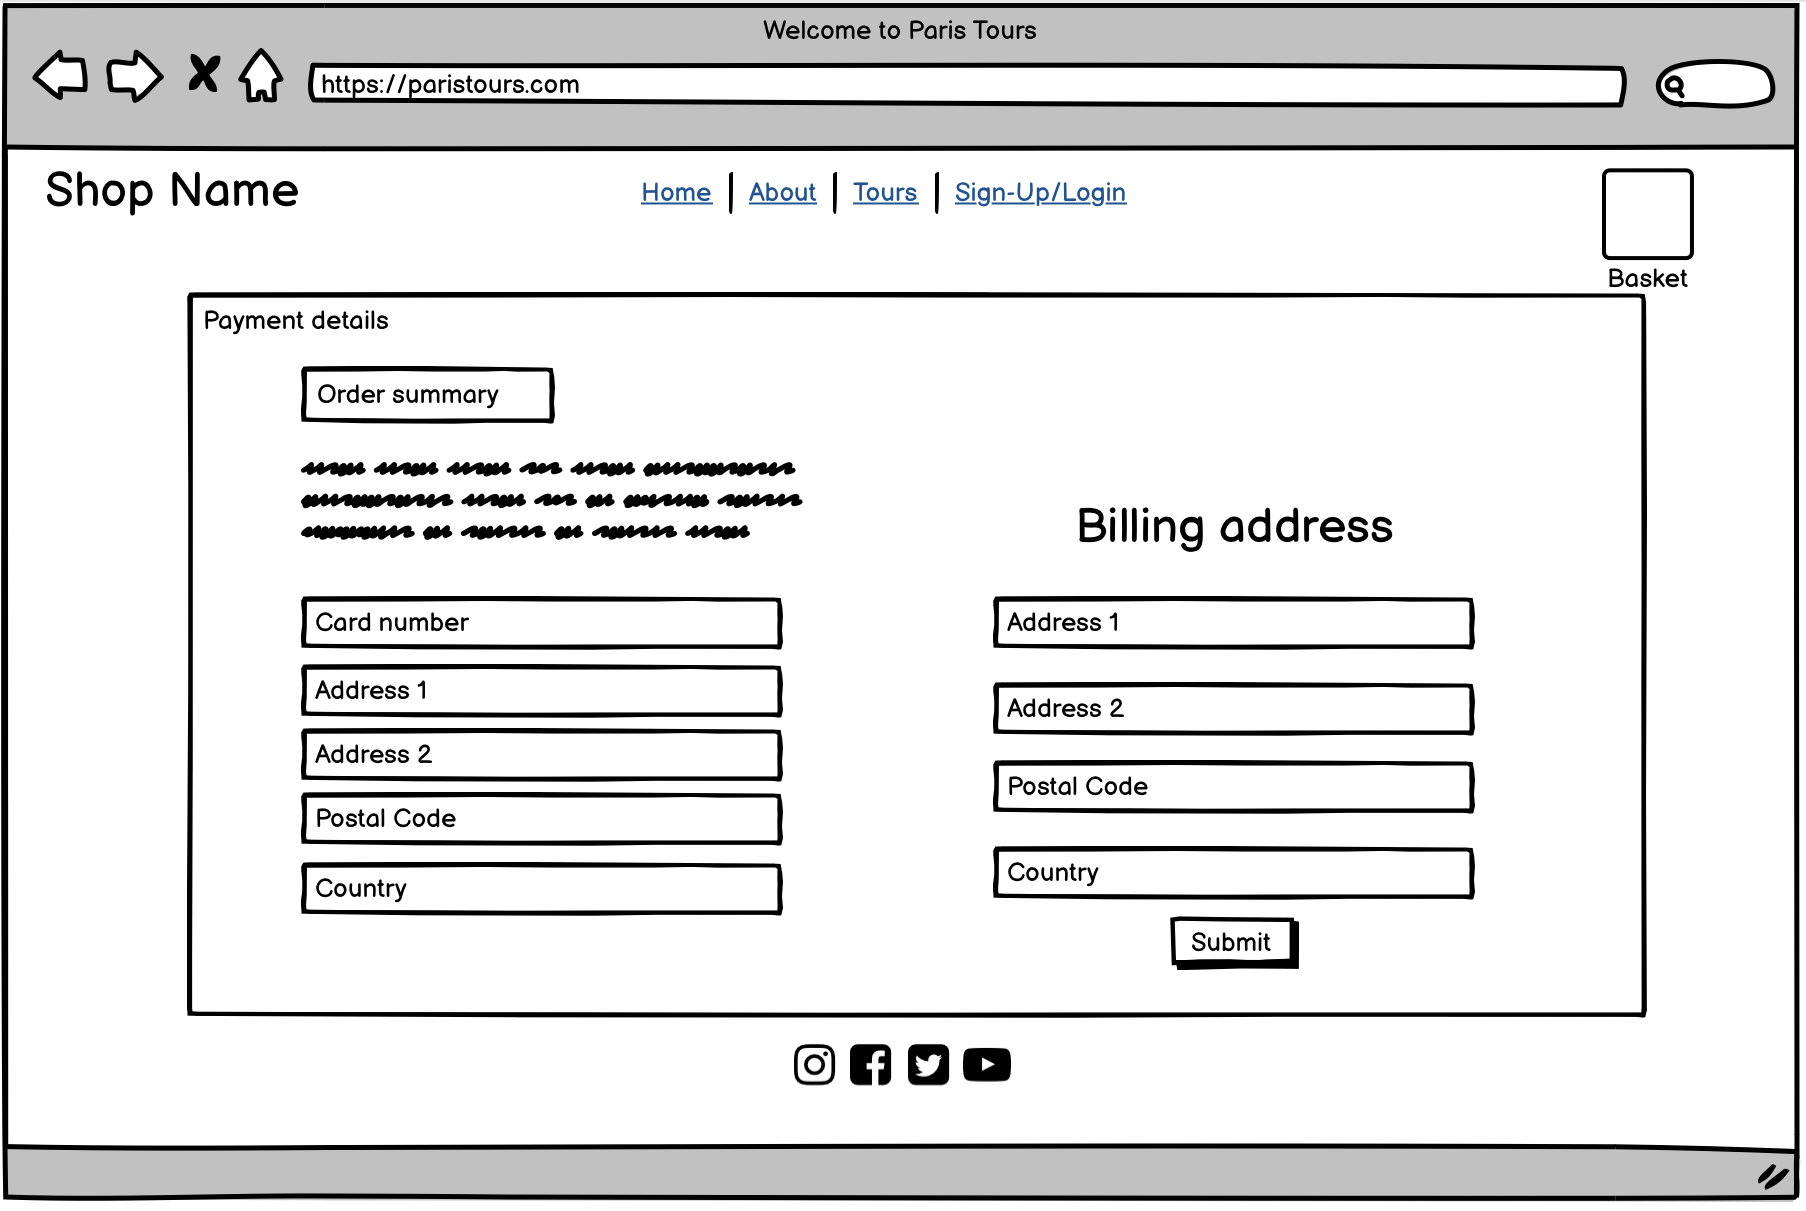 Welcome to Paris Tours
https://paristours.com
Shop Name
Home | About | Tours | Sign-Up/Login
Basket
Payment details
Order summary
Billing address
Card number
Address 1
Address 2
Postal Code
Country
Address 1
Address 2
Postal Code
Country
Submit